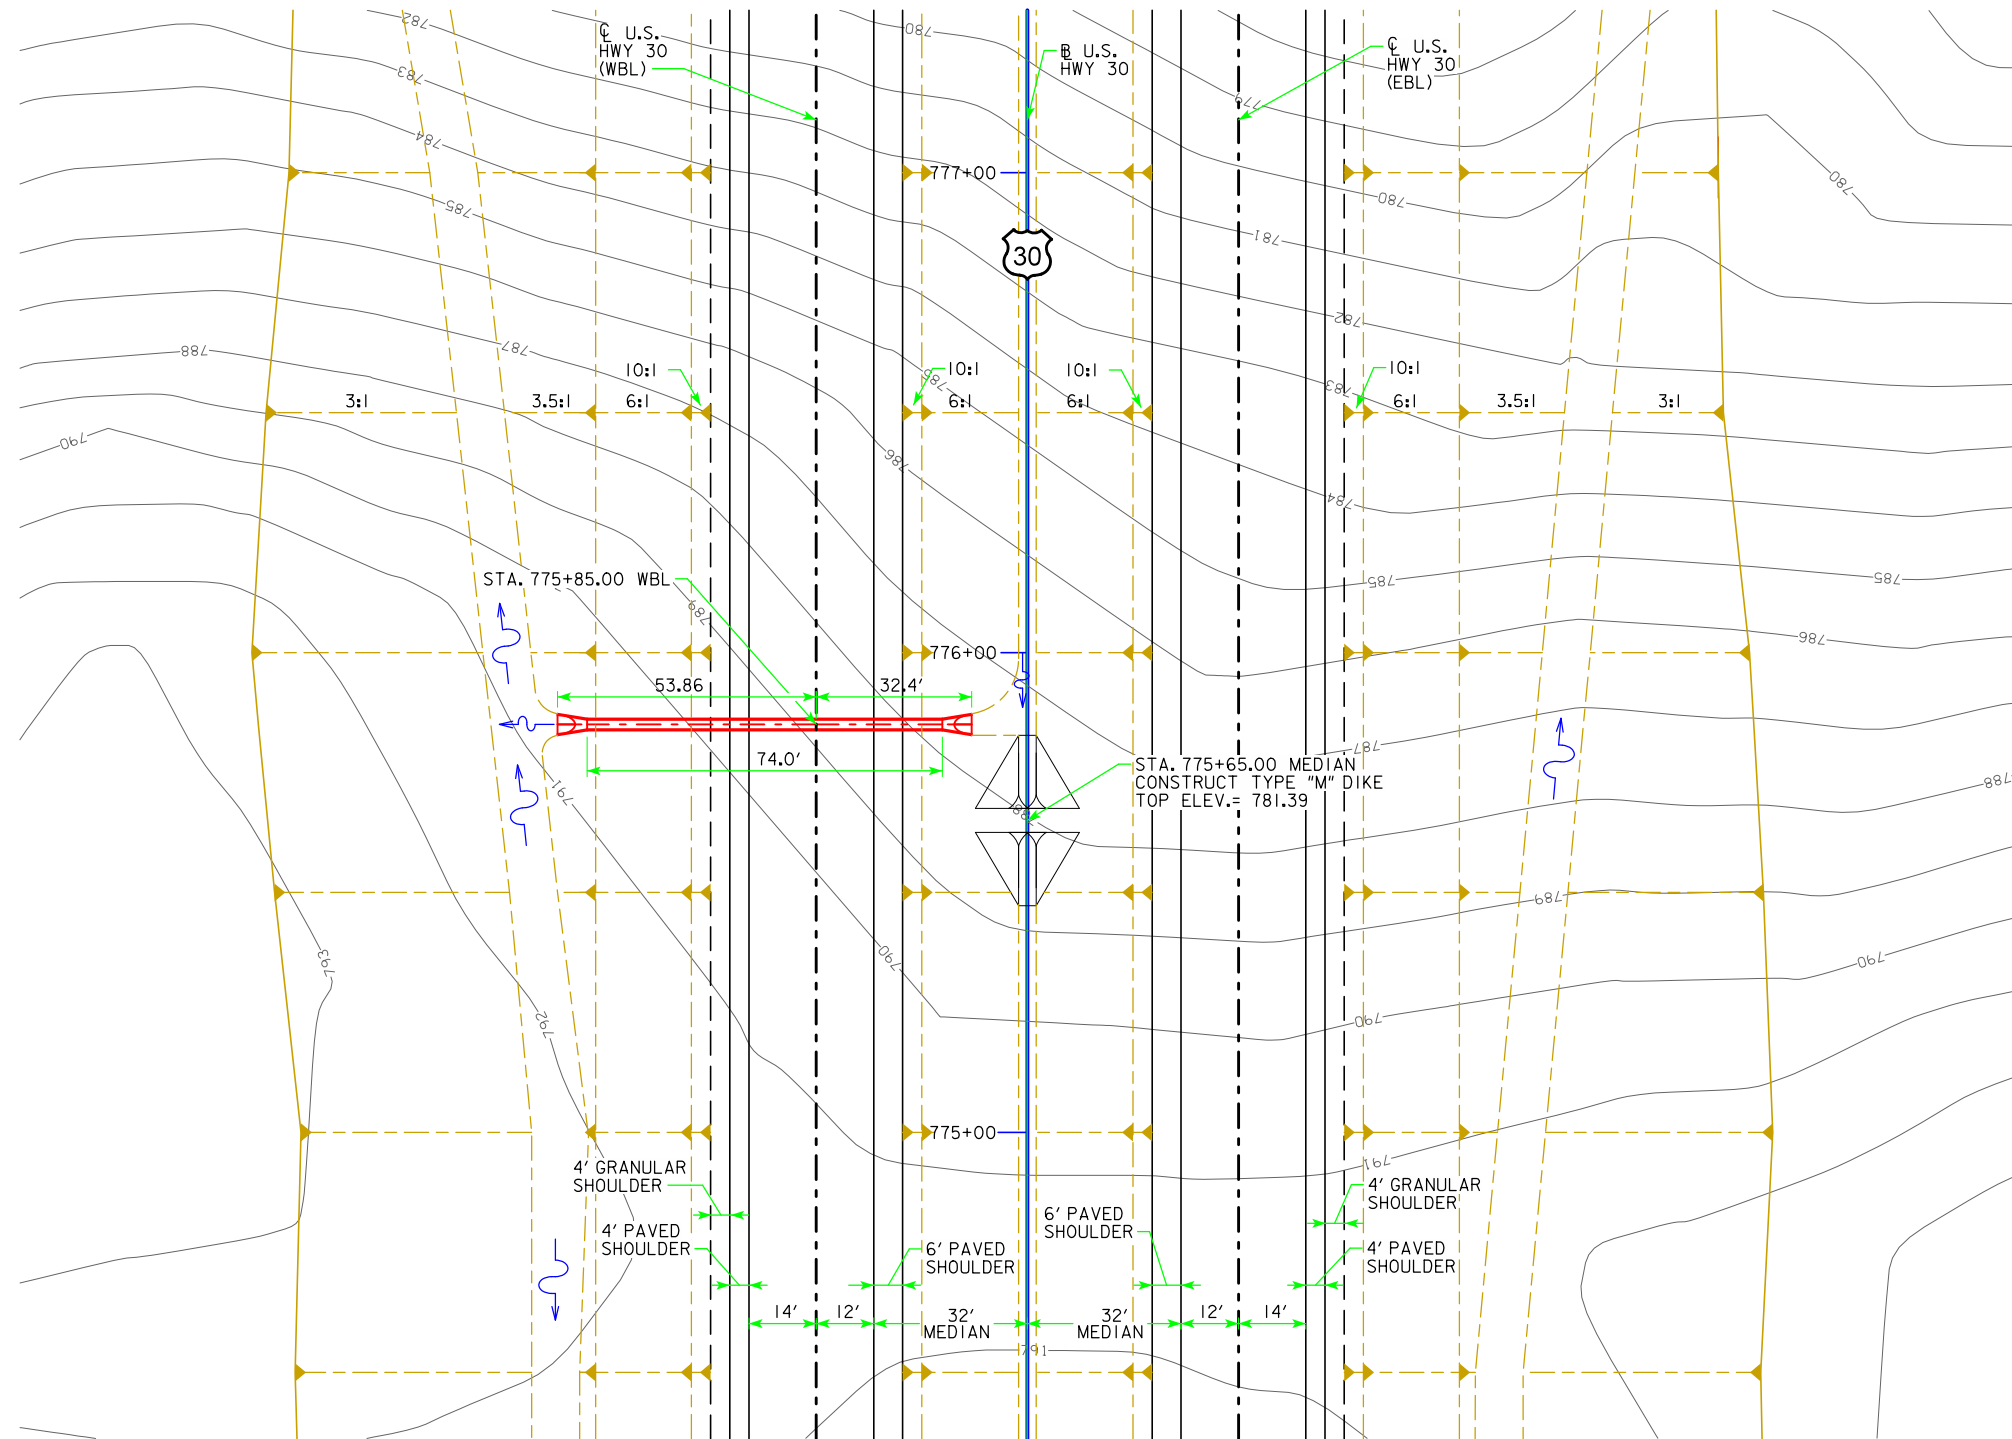 782
℄ U.S.
HWY 30
(WBL)
780
℄ U.S.
HWY 30
(EBL)
B U.S.
HWY 30
783
779
784
777+00
780
780
785
781
30
782
788
787
10:1
10:1
10:1
10:1
785
783
3:1
3.5:1
6:1
6:1
6:1
6:1
3.5:1
3:1
790
786
784
STA. 775+85.00 WBL
785
785
789
786
776+00
53.86
32.4'
787
74.0'
STA. 775+65.00 MEDIAN
CONSTRUCT TYPE "M" DIKE
TOP ELEV.= 781.39
788
791
789
793
790
790
792
790
775+00
791
4' GRANULAR
SHOULDER
4' GRANULAR
SHOULDER
4' PAVED
SHOULDER
6' PAVED
SHOULDER
6' PAVED
SHOULDER
4' PAVED
SHOULDER
14'
12'
32'
MEDIAN
32'
MEDIAN
12'
14'
791